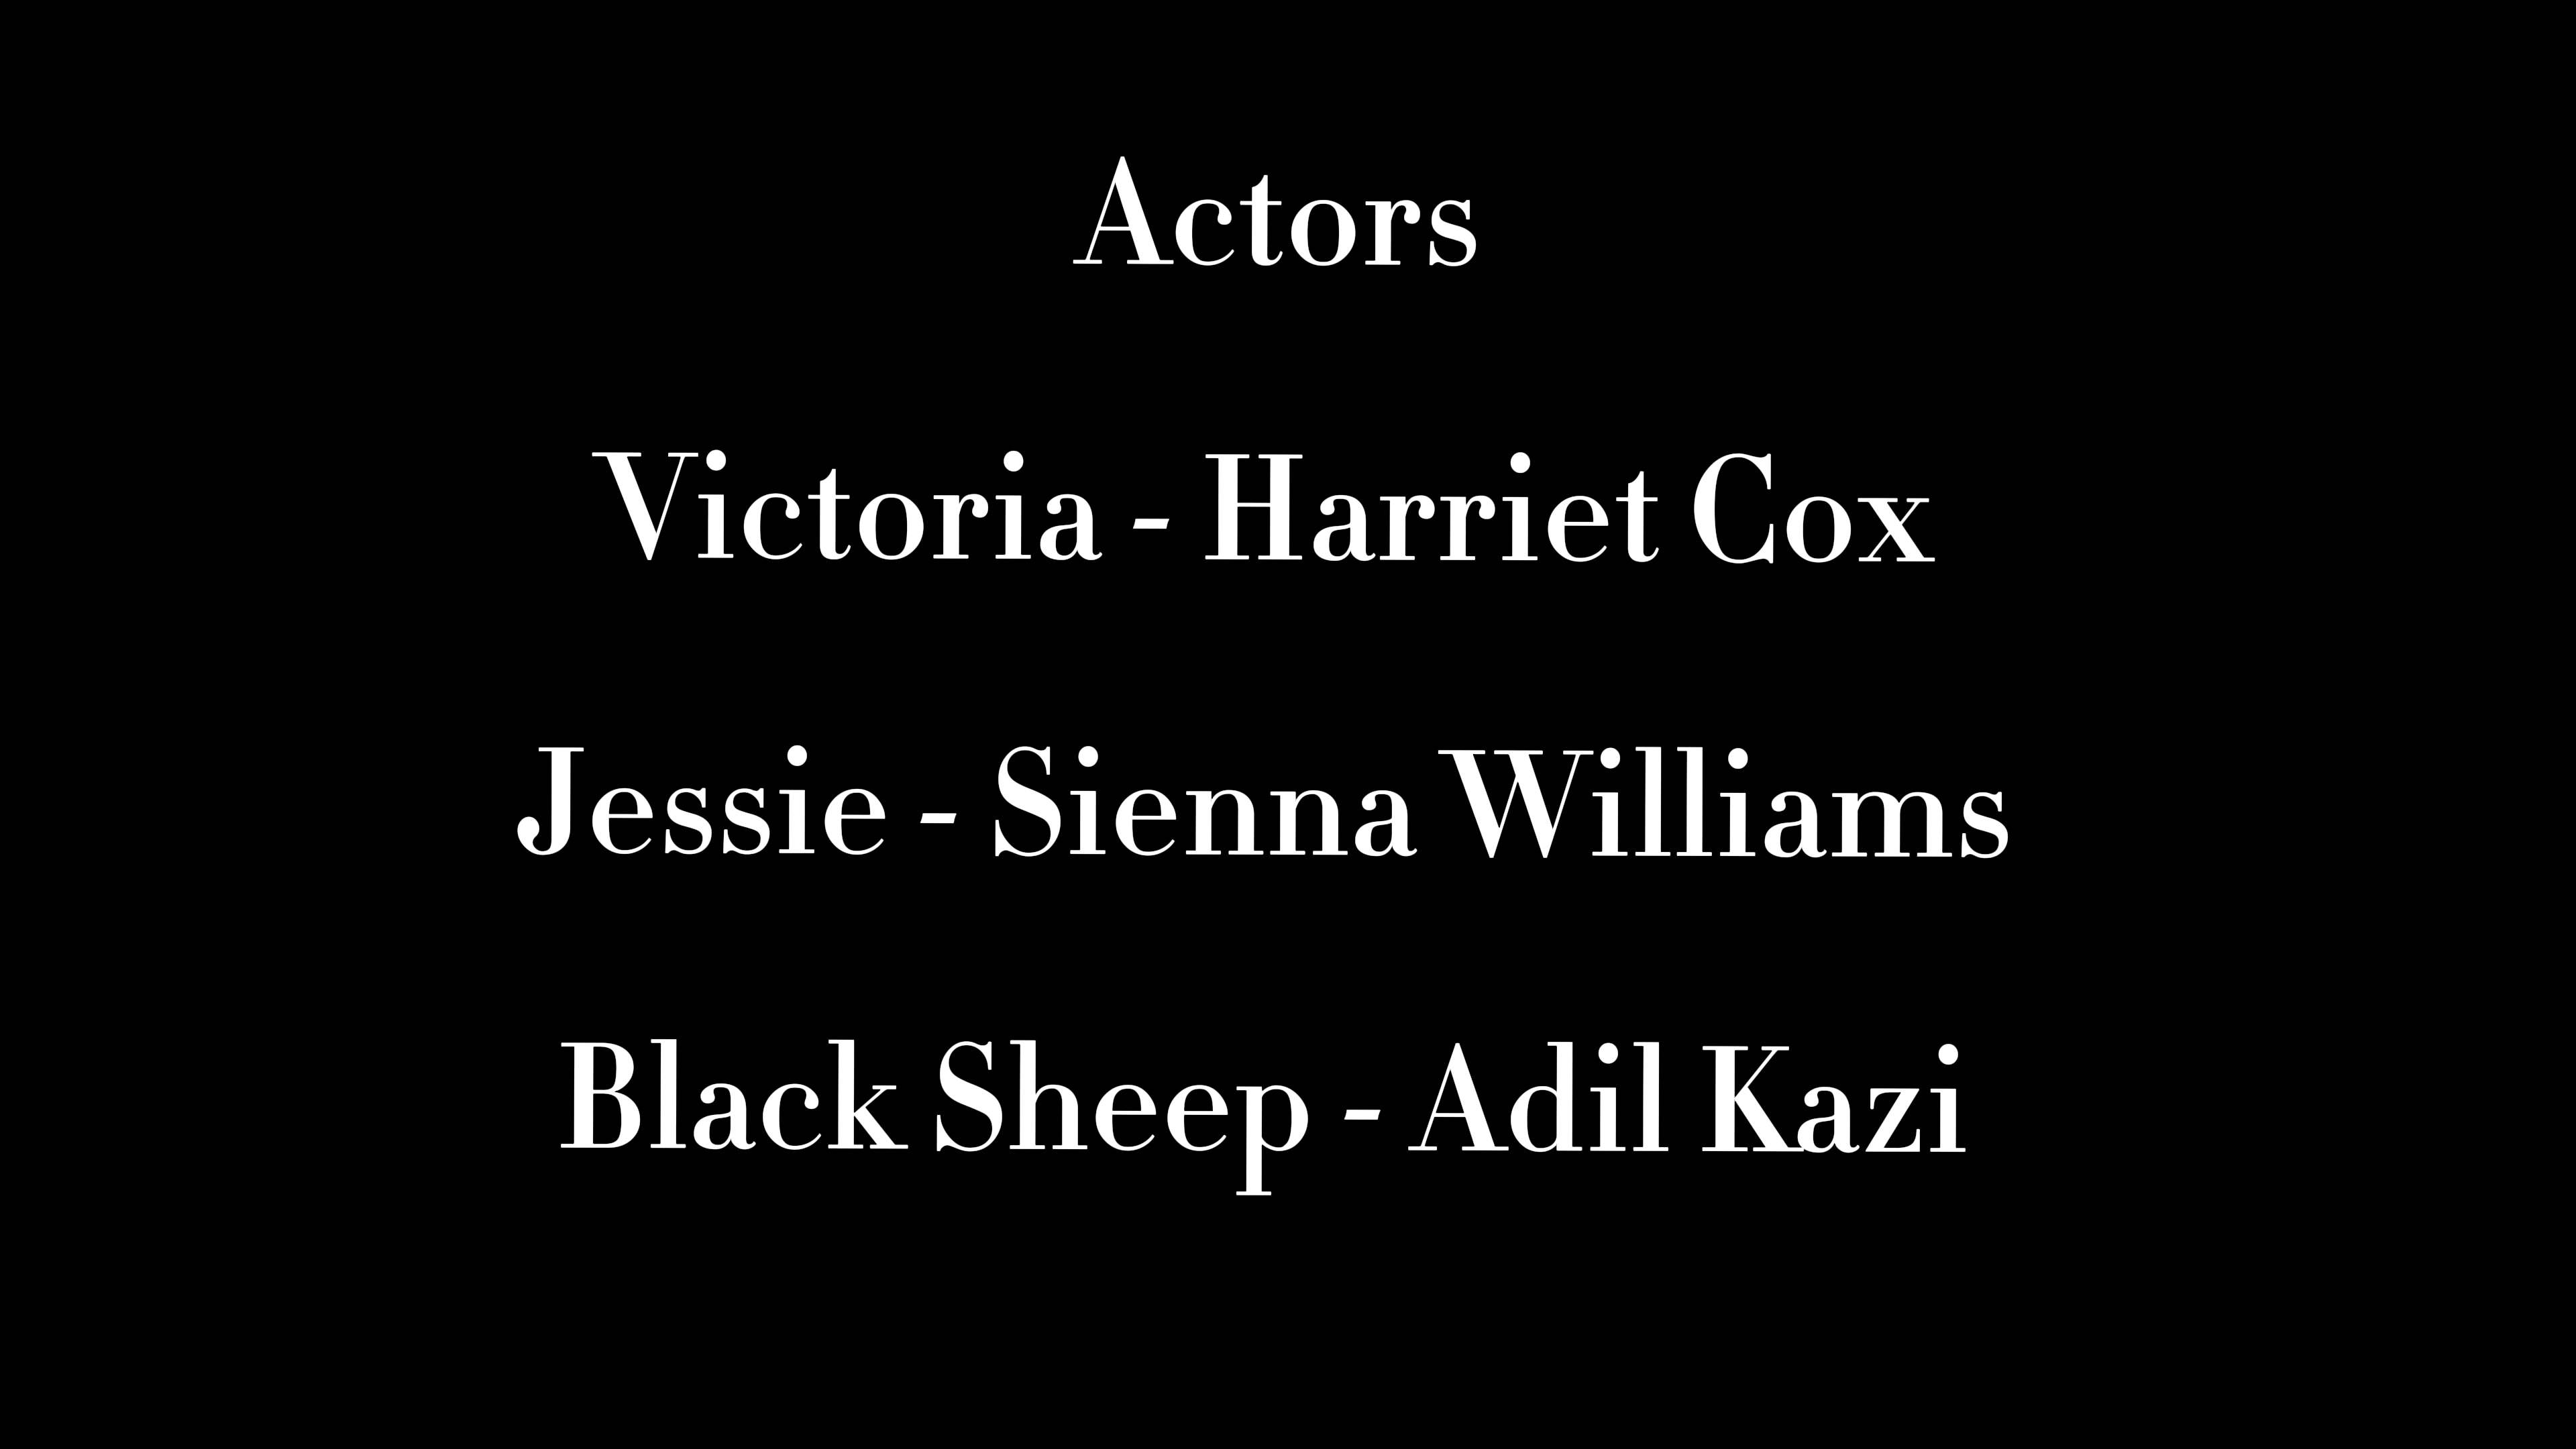 Actors
Victoria - Harriet Cox
Jessie - Sienna Williams
Black Sheep - Adil Kazi